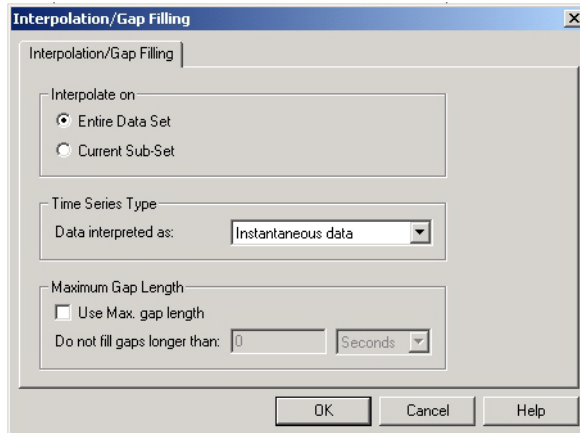 Interpolation/Gap Filling
Interpolation/Gap Filling
Interpolate on
Entire Data Set
Current Sub-Set
Time Series Type
Data interpreted as: Instantaneous data
Maximum Gap Length
Use Max. gap length
Do not fill gaps longer than: 0 Seconds
OK Cancel Help